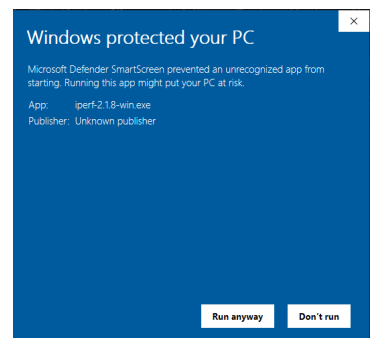 Windows protected your PC
Microsoft Defender SmartScreen prevented an unrecognized app from
starting. Running this app might put your PC at risk.
App: iperf-2.1.8-win.exe
Publisher: Unknown publisher
Run anyway Don't run